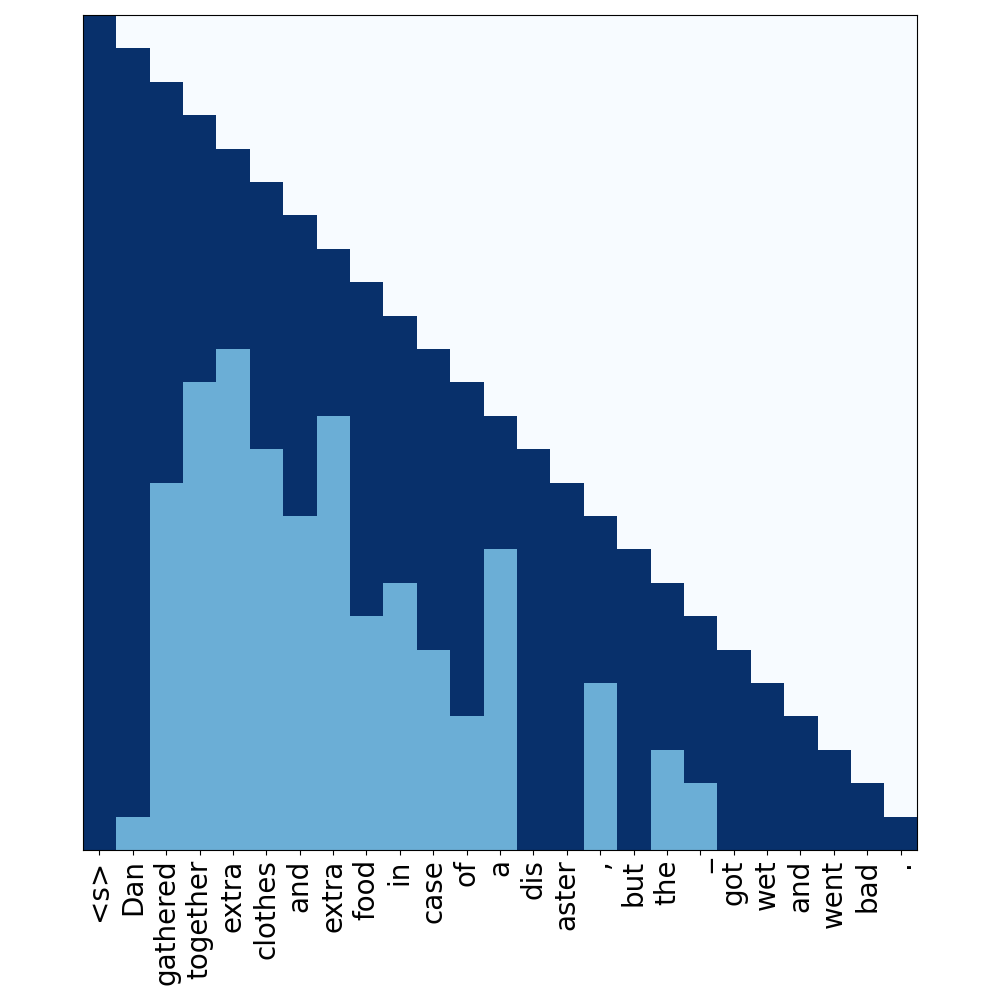 <s> Dan gathered together extra clothes and extra food in case of a dis aster , but the _ got wet and went bad .